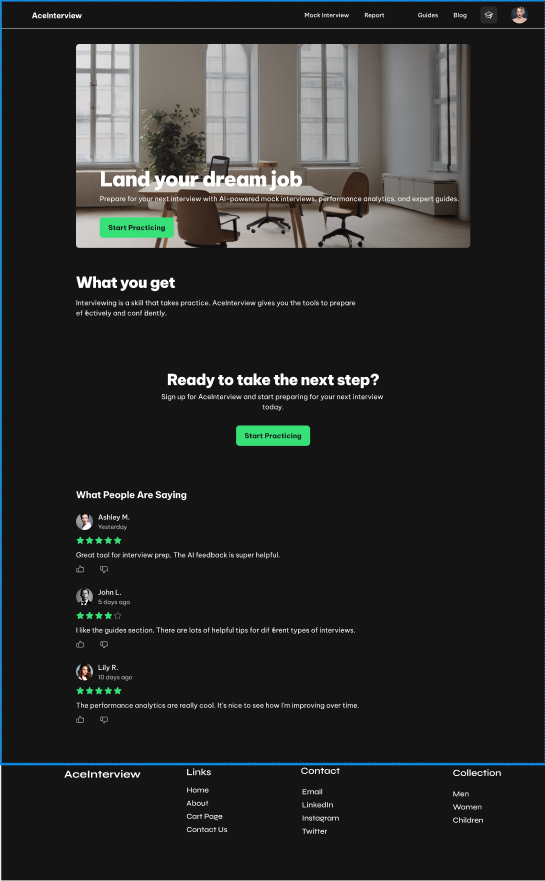 AceInterview
Mock Interview Report Guides Blog
Land your dream job
Prepare for your next interview with AI-powered mock interviews, performance analytics, and expert guides.
Start Practicing
What you get
Interviewing is a skill that takes practice. AceInterview gives you the tools to prepare
effectively and confidently.
Ready to take the next step?
Sign up for AceInterview and start preparing for your next interview
today.
Start Practicing
What People Are Saying
Ashley M.
Yesterday
Great tool for interview prep. The AI feedback is super helpful.
John L.
5 days ago
I like the guides section. There are lots of helpful tips for different types of interviews.
Lily R.
10 days ago
The performance analytics are really cool. It's nice to see how I'm improving over time.
AceInterview
Links
Home
About
Cart Page
Contact Us
Contact
Email
LinkedIn
Instagram
Twitter
Collection
Men
Women
Children